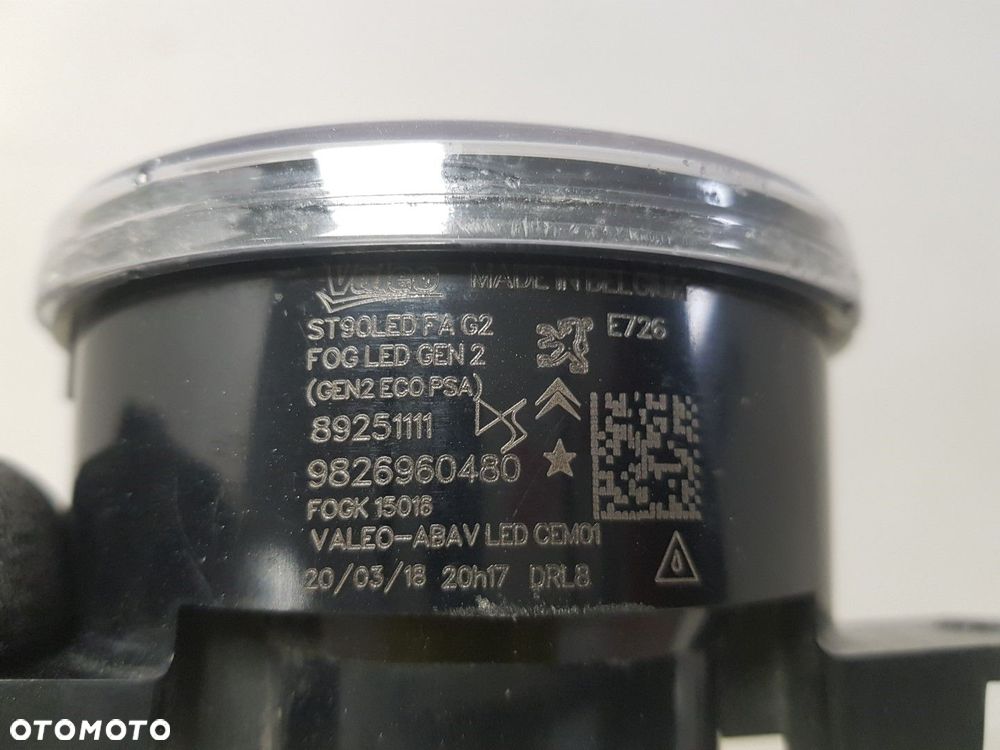 Valeo MADE IN BELGIUM
ST90LED FA G2 E726
FOG LED GEN 2
(GEN2 ECO PSA)
89251111
9826960480
FOGK 15016
VALEO-ABAV LED CEM01
20/03/18 20h17 DRL8
OTOMOTO